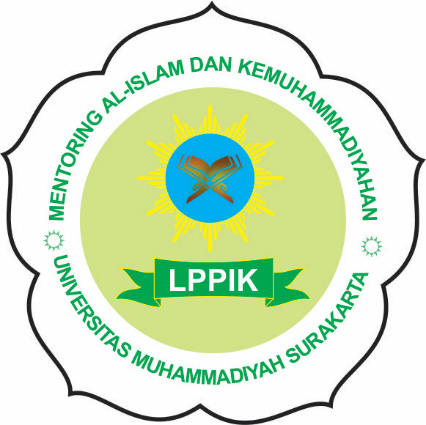 MENTORING AL-ISLAM DAN KEMUHAMMADIYAHAN
LPPIK
UNIVERSITAS MUHAMMADIYAH SURAKARTA